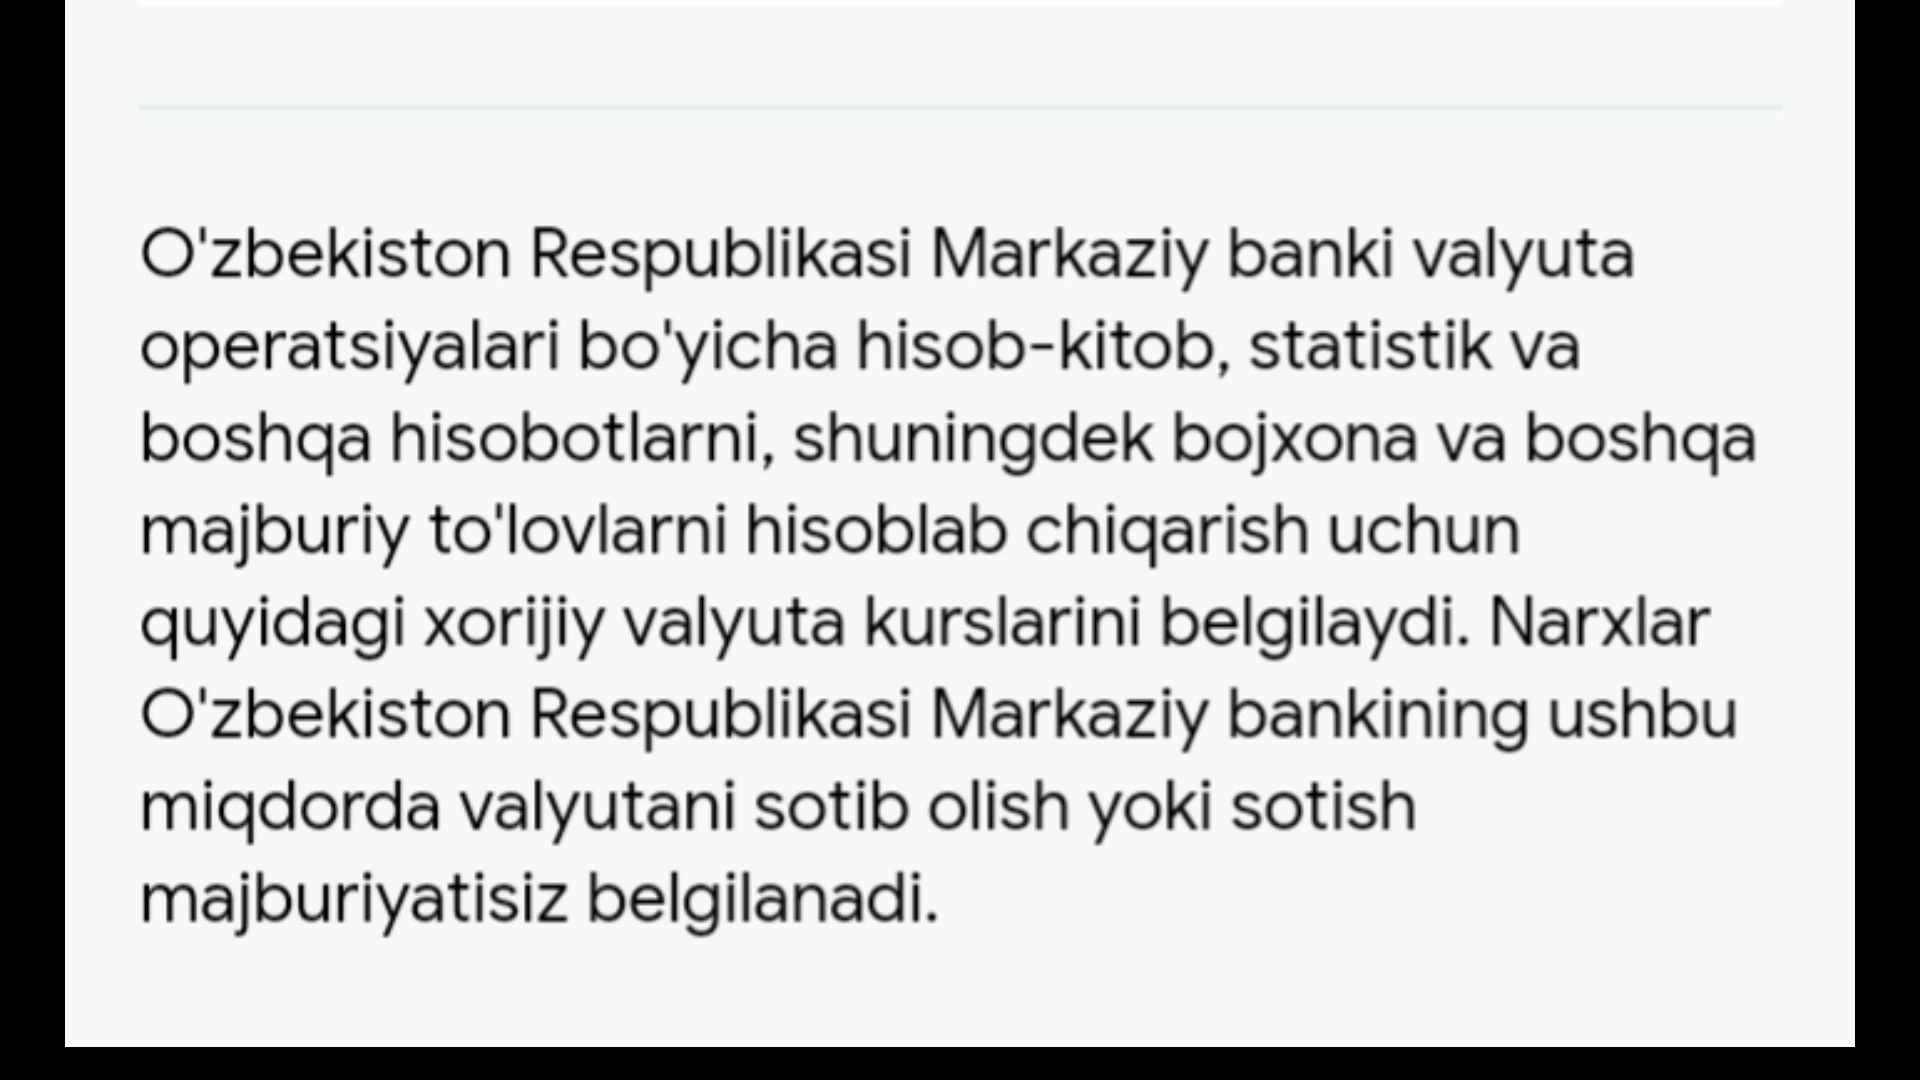 O'zbekiston Respublikasi Markaziy banki valyuta
operatsiyalari bo'yicha hisob-kitob, statistik va
boshqa hisobotlarni, shuningdek bojxona va boshqa
majburiy to'lovlarni hisoblab chiqarish uchun
quyidagi xorijiy valyuta kurslarini belgilaydi. Narxlar
O'zbekiston Respublikasi Markaziy bankining ushbu
miqdorda valyutani sotib olish yoki sotish
majburiyatisiz belgilanadi.